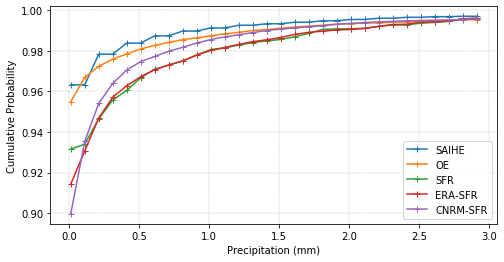 1.00
0.98
0.96
0.94
0.92
0.90
Cumulative Probability
0.0
0.5
1.0
1.5
2.0
2.5
3.0
Precipitation (mm)
SAIHE
OE
SFR
ERA-SFR
CNRM-SFR